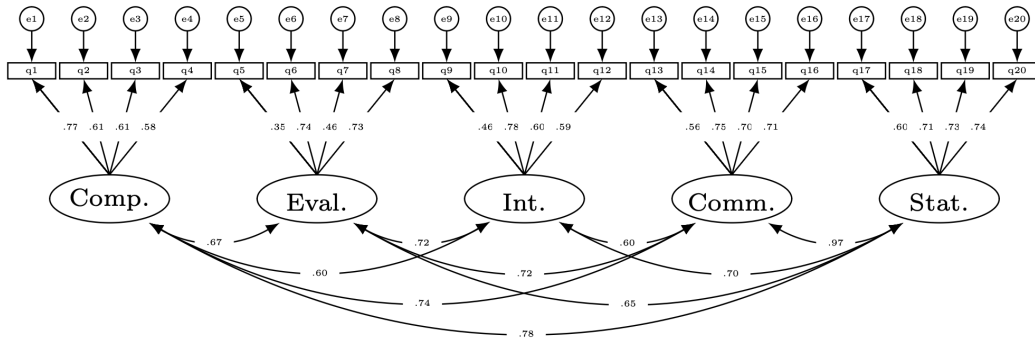 e1 e2 e3 e4 e5 e6 e7 e8 e9 e10 e11 e12 e13 e14 e15 e16 e17 e18 e19 e20
q1 q2 q3 q4 q5 q6 q7 q8 q9 q10 q11 q12 q13 q14 q15 q16 q17 q18 q19 q20
.77 .61 .61 .58 .35 .74 .46 .73 .46 .78 .60 .59 .56 .75 .70 .71 .60 .71 .73 .74
Comp. Eval. Int. Comm. Stat.
.67 .72 .60 .97
.60 .72 .70
.74 .65
.78